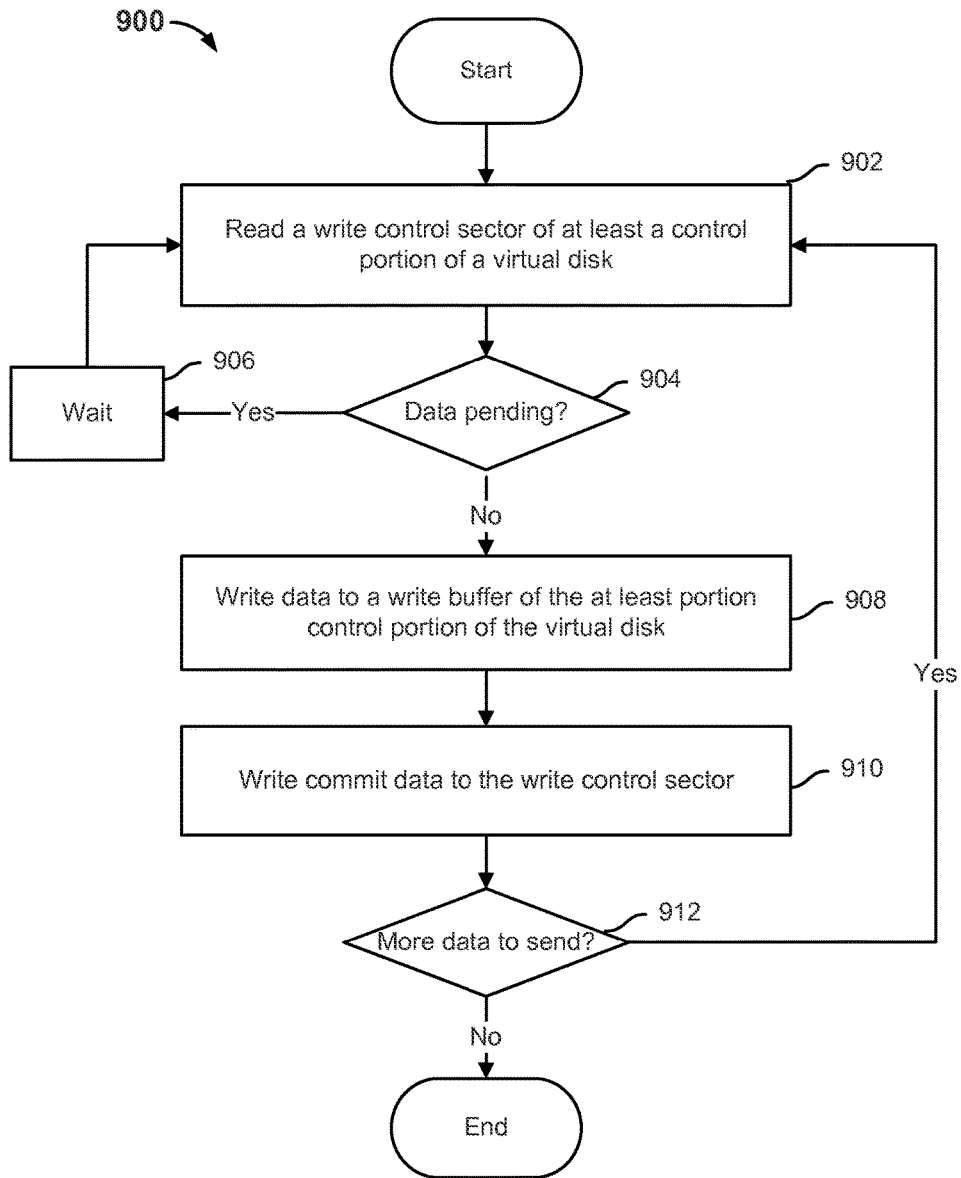 900
Start
902
Read a write control sector of at least a control
portion of a virtual disk
906
904
Wait
Yes
Data pending?
No
Write data to a write buffer of the at least portion
control portion of the virtual disk
908
Yes
Write commit data to the write control sector
910
912
More data to send?
No
End